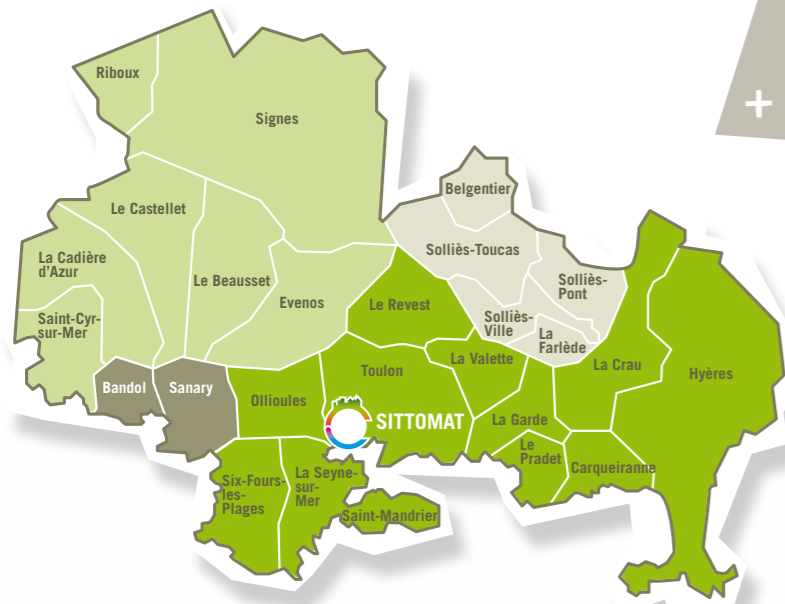 Riboux
Signes
+
Belgentier
Le Castellet
Solliès-Toucas
La Cadière
d'Azur
Le Beausset
Evenos
Solliès-
Pont
Saint-Cyr-
sur-Mer
Le Revest
Solliès-
Ville
La
Farlède
La Valette
La Crau
Hyères
Bandol
Sanary
Ollioules
Toulon
SITTOMAT
La Garde
Le
Pradet
Carqueiranne
Six-Fours-
les-
Plages
La Seyne-
sur-
Mer
Saint-Mandrier